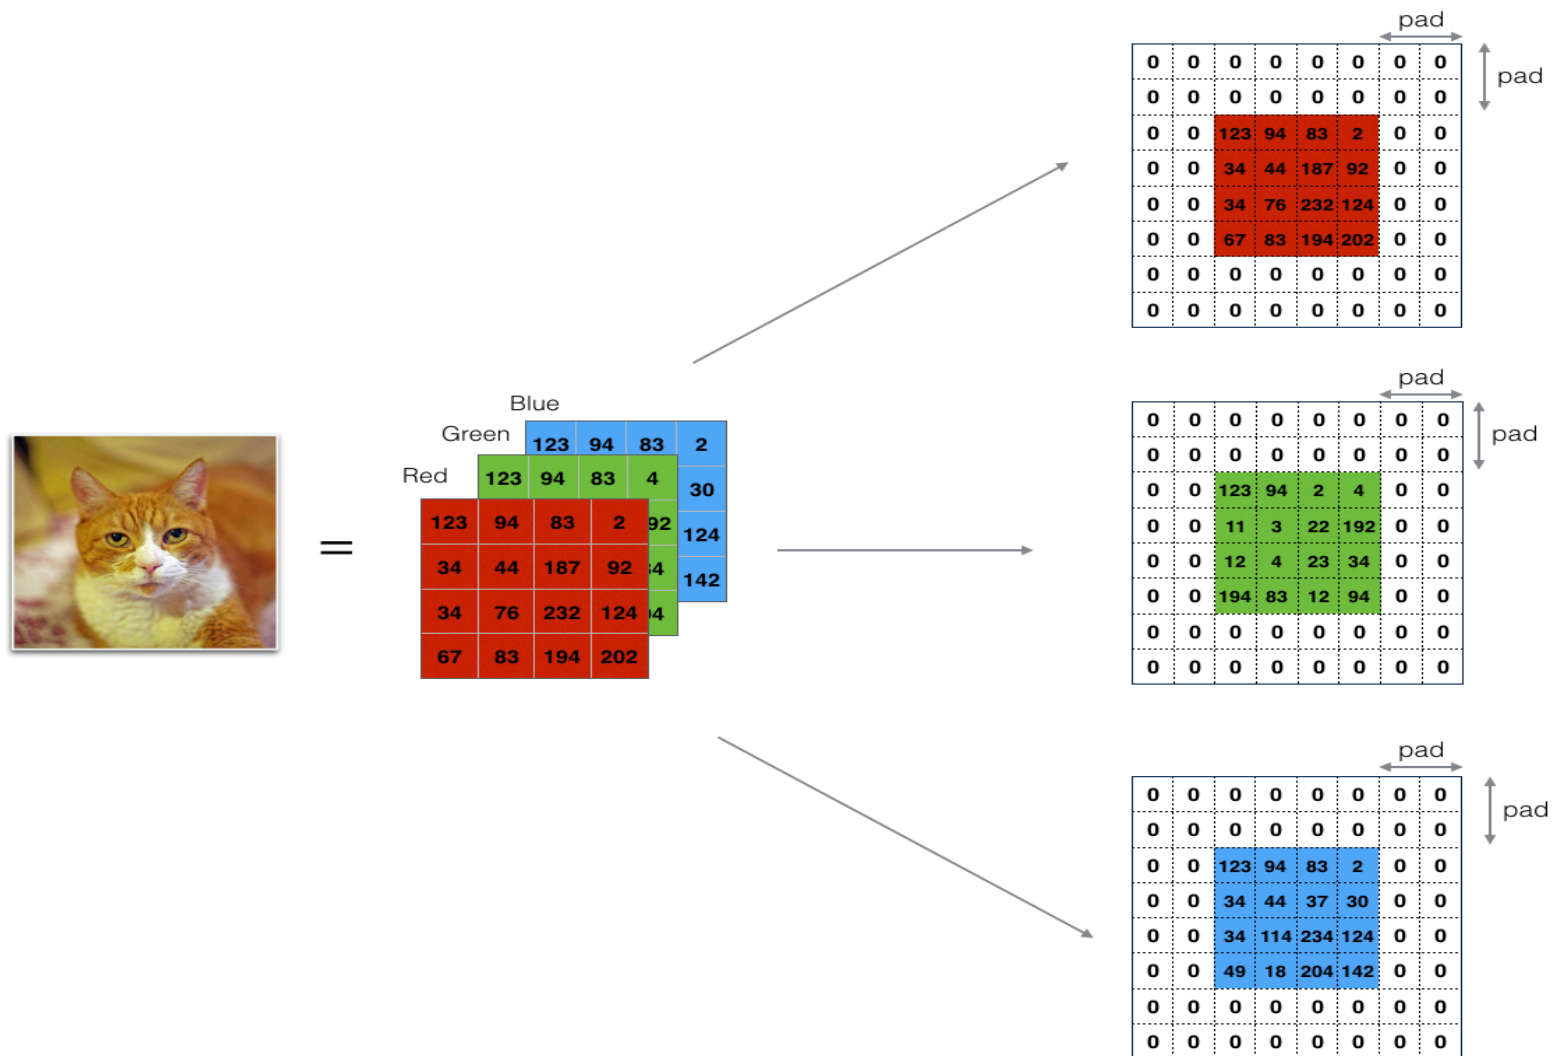 Blue
Green
Red
=
123 94 83 2
30
124
142
123 94 83 4
92
123 94 83 2
34 44 187 92
34 76 232 124
67 83 194 202
pad
pad
0 0 0 0 0 0 0 0
0 0 0 0 0 0 0 0
0 0 123 94 83 2 0 0
0 0 34 44 187 92 0 0
0 0 34 76 232 124 0 0
0 0 67 83 194 202 0 0
0 0 0 0 0 0 0 0
0 0 0 0 0 0 0 0
pad
pad
0 0 0 0 0 0 0 0
0 0 0 0 0 0 0 0
0 0 123 94 2 4 0 0
0 0 11 3 22 192 0 0
0 0 12 4 23 34 0 0
0 0 194 83 12 94 0 0
0 0 0 0 0 0 0 0
0 0 0 0 0 0 0 0
pad
pad
0 0 0 0 0 0 0 0
0 0 0 0 0 0 0 0
0 0 123 94 83 2 0 0
0 0 34 44 37 30 0 0
0 0 34 114 234 124 0 0
0 0 49 18 204 142 0 0
0 0 0 0 0 0 0 0
0 0 0 0 0 0 0 0